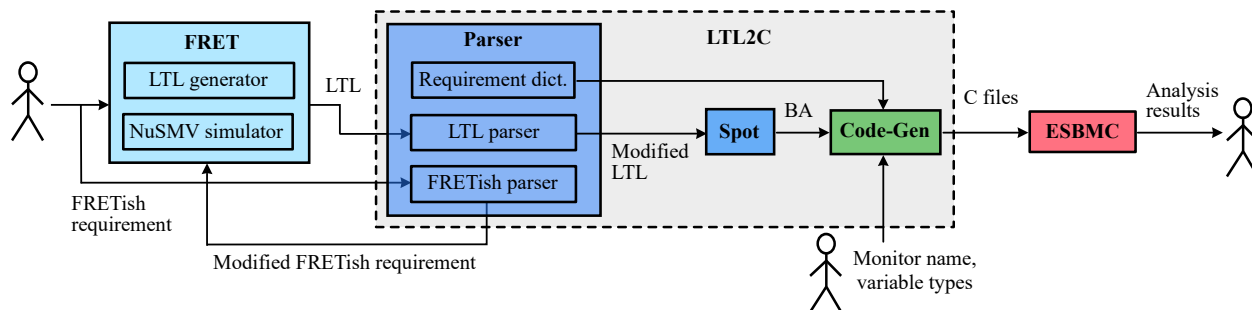 FRET
LTL generator
NuSMV simulator
LTL
Parser
Requirement dict.
LTL parser
FRETish parser
LTL2C
Modified
LTL
Spot
BA
Code-Gen
C files
ESBMC
Analysis
results
FRETish
requirement
Modified FRETish requirement
Monitor name,
variable types